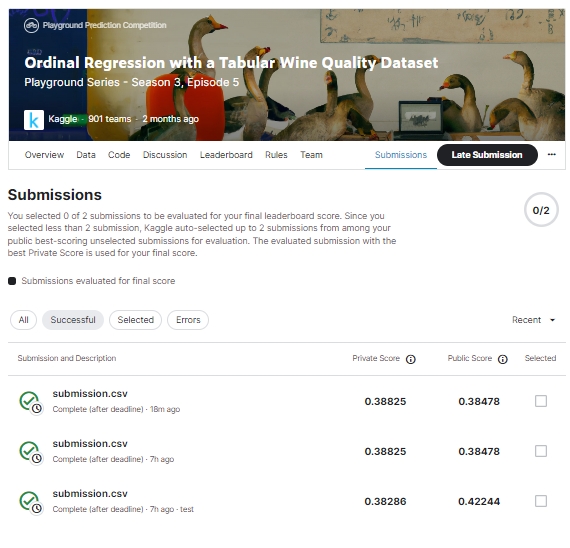 Playground Prediction Competition
Ordinal Regression with a Tabular Wine Quality Dataset
Playground Series - Season 3, Episode 5
k Kaggle · 901 teams · 2 months ago
Overview Data Code Discussion Leaderboard Rules Team Submissions Late Submission ...
Submissions
0/2
You selected 0 of 2 submissions to be evaluated for your final leaderboard score. Since you
selected less than 2 submission, Kaggle auto-selected up to 2 submissions from among your
public best-scoring unselected submissions for evaluation. The evaluated submission with the
best Private Score is used for your final score.
Submissions evaluated for final score
All Successful Selected Errors Recent
Submission and Description Private Score Public Score Selected
submission.csv
Complete (after deadline) · 18m ago
0.38825 0.38478
submission.csv
Complete (after deadline) · 7h ago
0.38825 0.38478
submission.csv
Complete (after deadline) · 7h ago · test
0.38286 0.42244